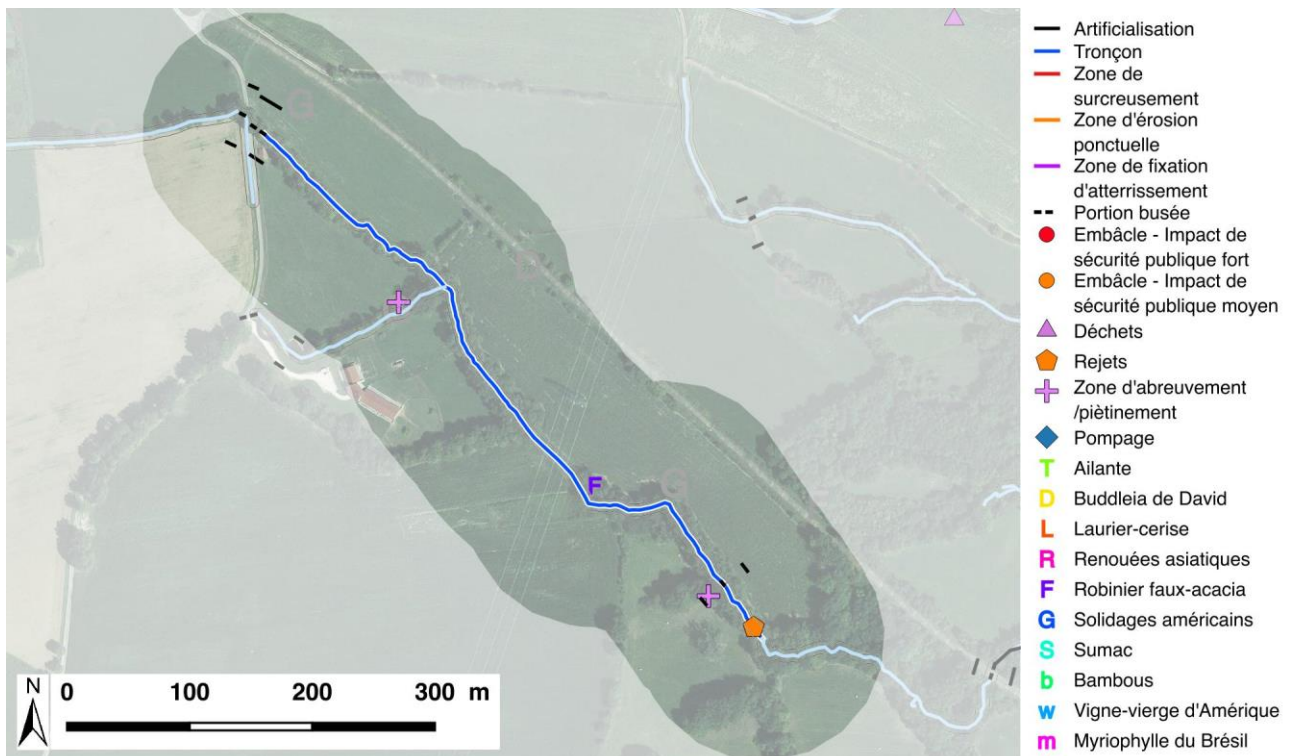 G
D
F
G
N
0 100 200 300 m
Artificialisation
Tronçon
Zone de
surcreusement
Zone d'érosion
ponctuelle
Zone de fixation
d'atterrissement
Portion busée
Embâcle - Impact de
sécurité publique fort
Embâcle - Impact de
sécurité publique moyen
Déchets
Rejets
Zone d'abreuvement
/piètinement
Pompage
T Ailante
D Buddleia de David
L Laurier-cerise
R Renouées asiatiques
F Robinier faux-acacia
G Solidages américains
S Sumac
b Bambous
w Vigne-vierge d'Amérique
m Myriophylle du Brésil